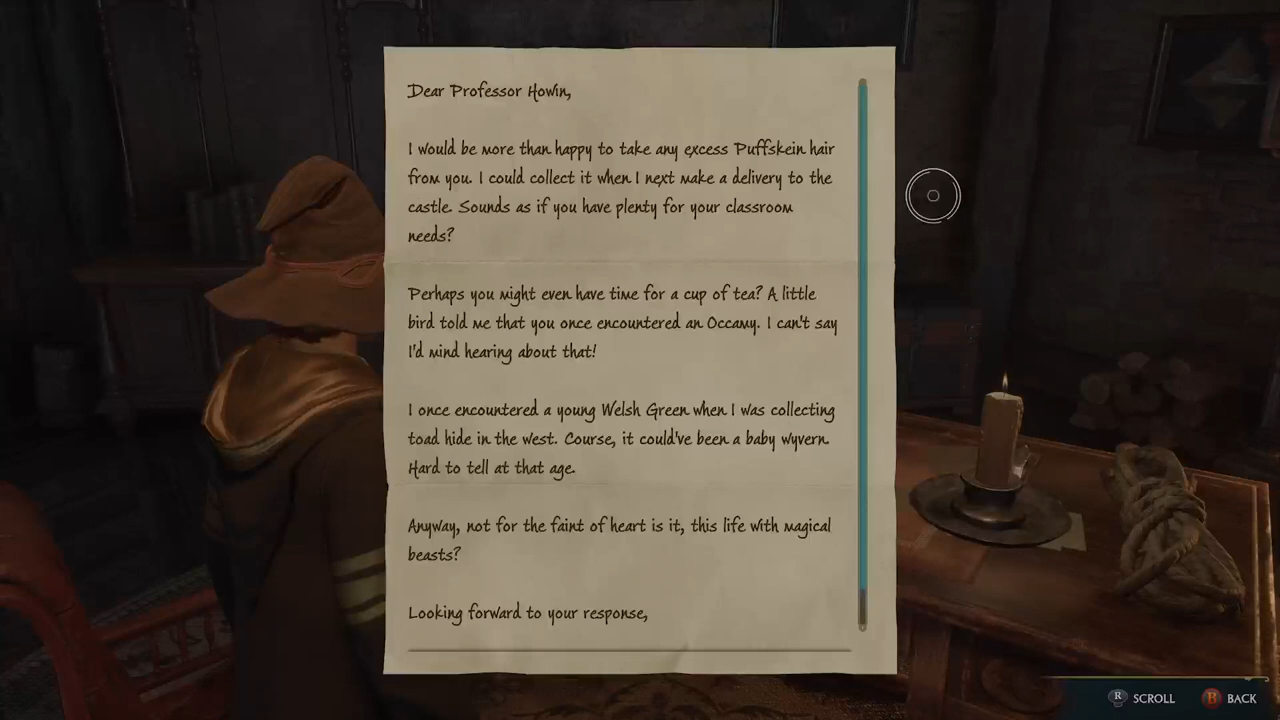 Dear Professor Howin,
I would be more than happy to take any excess Puffskein hair
from you. I could collect it when I next make a delivery to the
castle. Sounds as if you have plenty for your classroom
needs?
Perhaps you might even have time for a cup of tea? A little
bird told me that you once encountered an Occamy. I can't say
I'd mind hearing about that!
I once encountered a young Welsh Green when I was collecting
toad hide in the west. Course, it could've been a baby wyvern.
Hard to tell at that age.
Anyway, not for the faint of heart is it, this life with magical
beasts?
Looking forward to your response,
R SCROLL B BACK